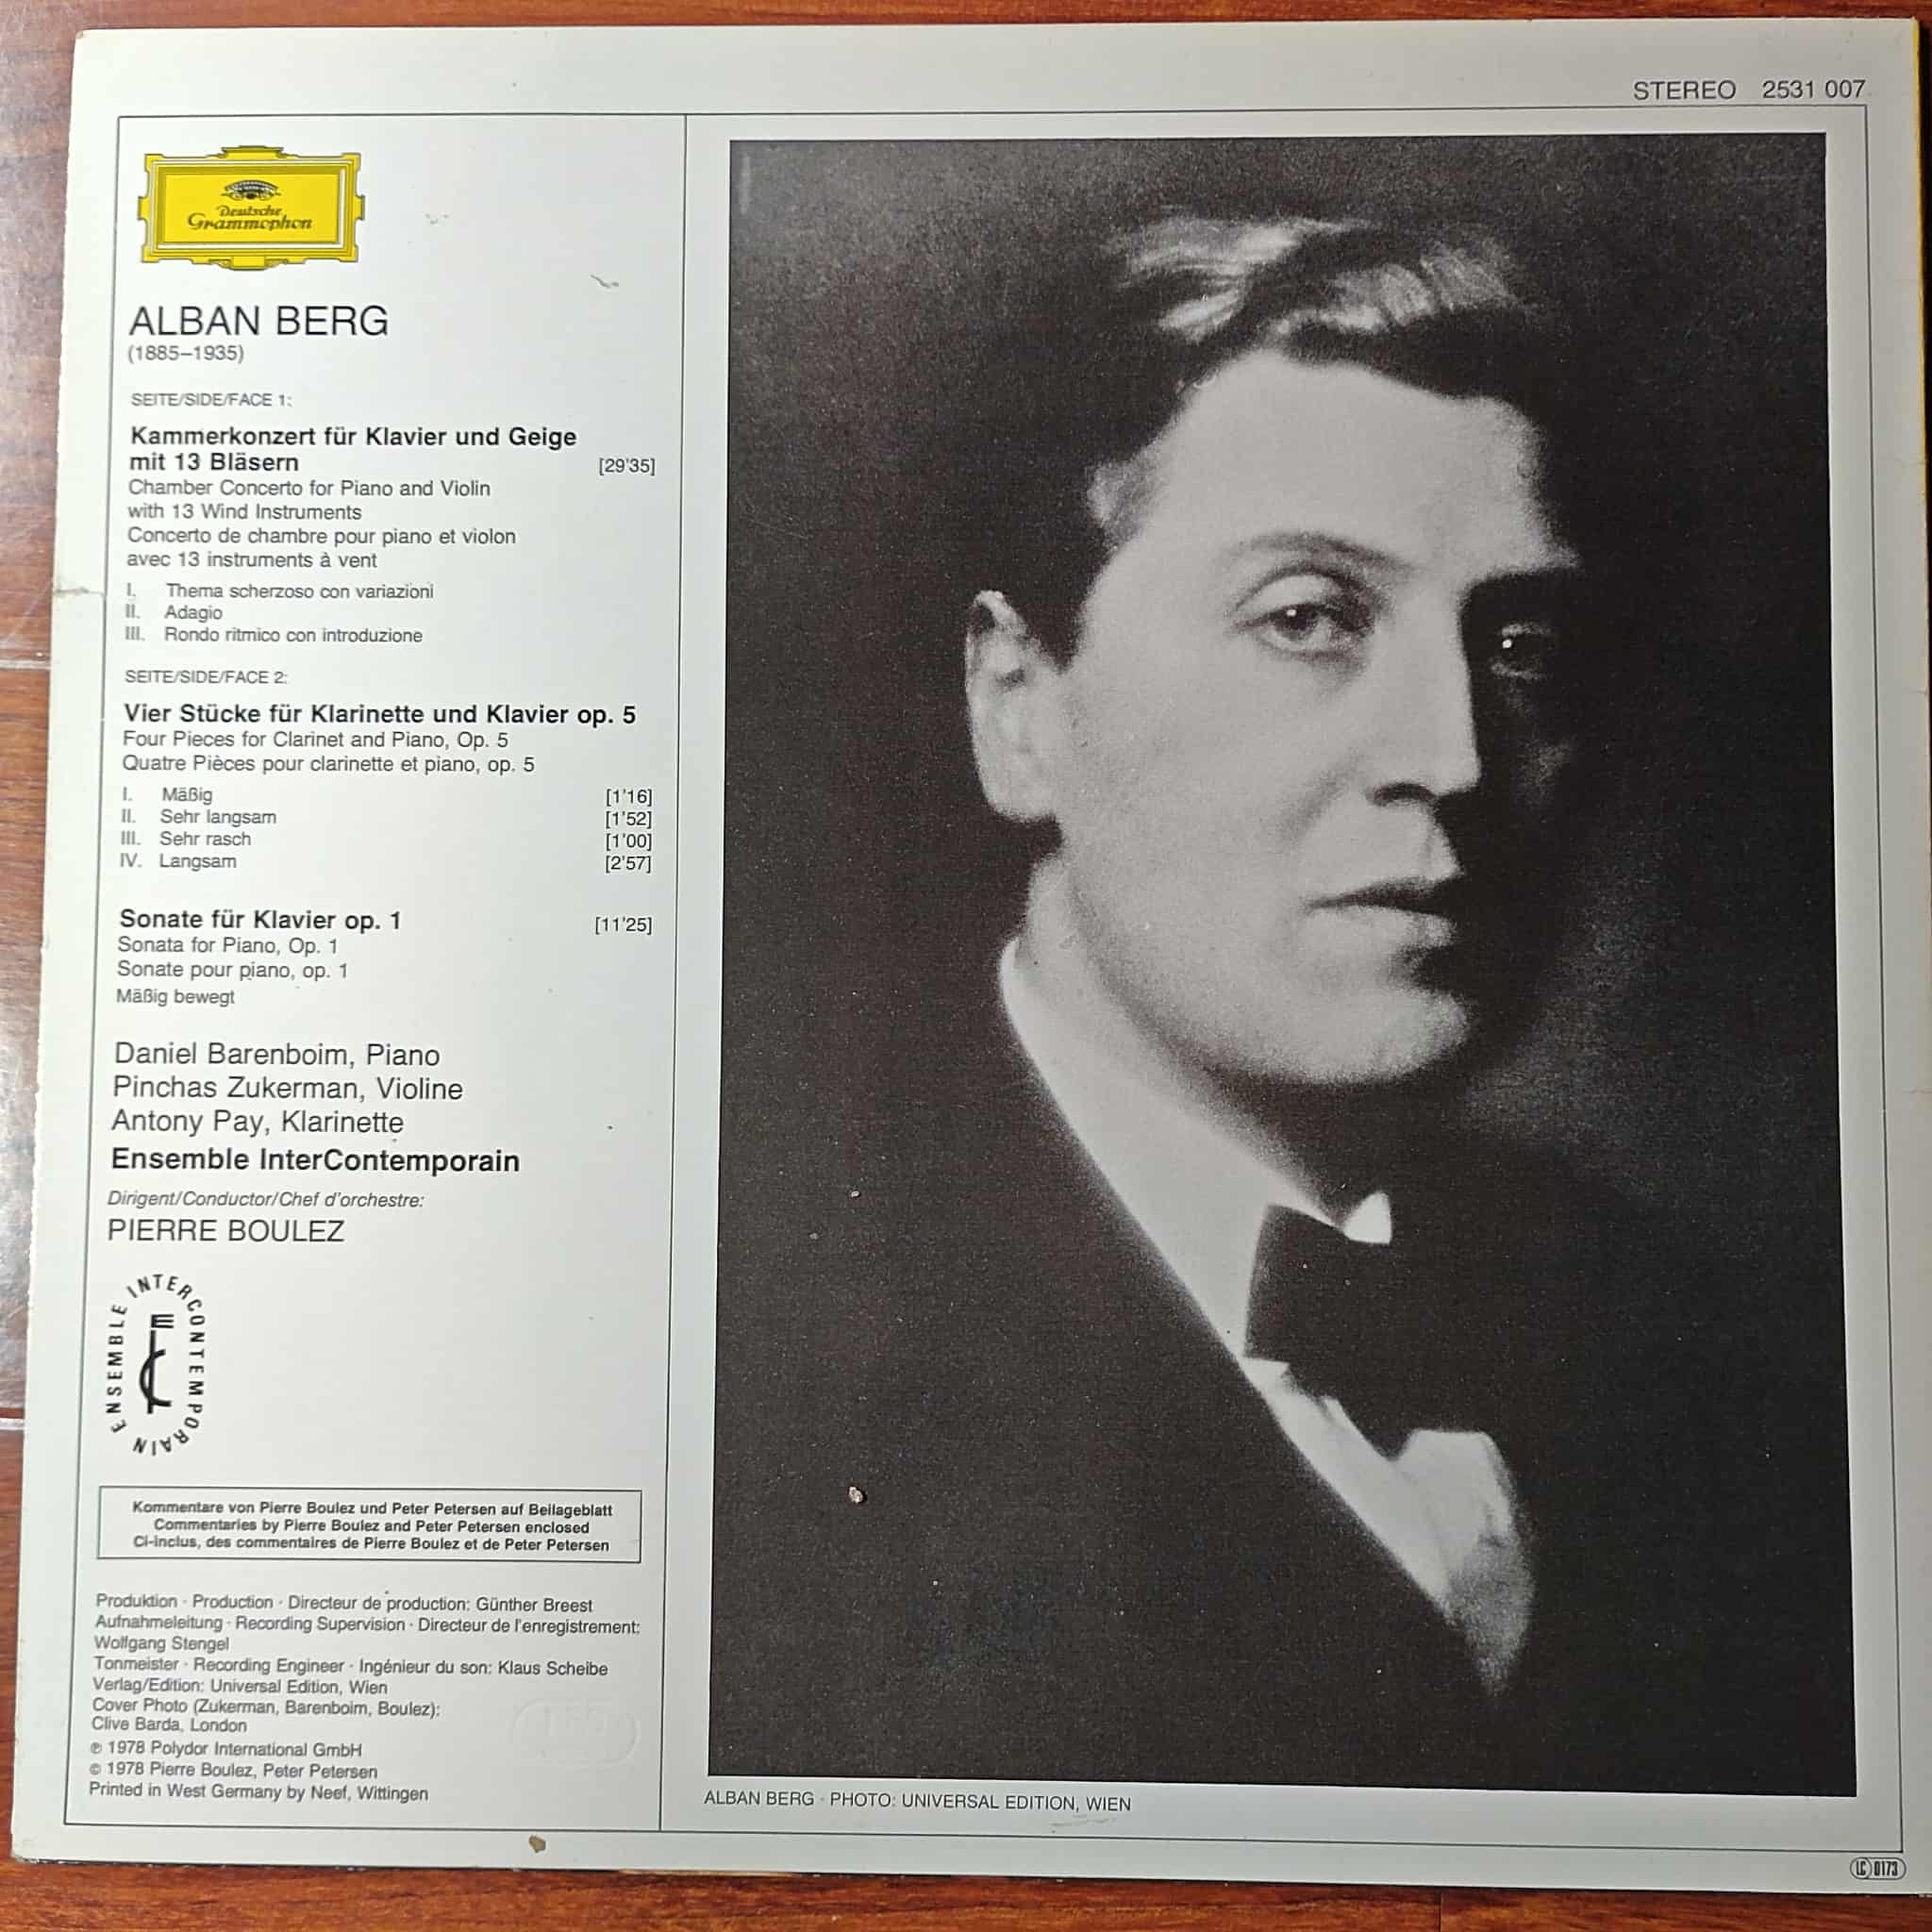 STEREO 2531 007
Deutsche
Grammophon
ALBAN BERG
(1885–1935)
SEITE/SIDE/FACE 1:
Kammerkonzert für Klavier und Geige
mit 13 Bläsern [29'35]
Chamber Concerto for Piano and Violin
with 13 Wind Instruments
Concerto de chambre pour piano et violon
avec 13 instruments à vent
I. Thema scherzoso con variazioni
II. Adagio
III. Rondo ritmico con introduzione
SEITE/SIDE/FACE 2:
Vier Stücke für Klarinette und Klavier op. 5
Four Pieces for Clarinet and Piano, Op. 5
Quatre Pièces pour clarinette et piano, op. 5
I. Mäßig [1'16]
II. Sehr langsam [1'52]
III. Sehr rasch [1'00]
IV. Langsam [2'57]
Sonate für Klavier op. 1 [11'25]
Sonata for Piano, Op. 1
Sonate pour piano, op. 1
Mäßig bewegt
Daniel Barenboim, Piano
Pinchas Zukerman, Violine
Antony Pay, Klarinette
Ensemble InterContemporain
Dirigent/Conductor/Chef d'orchestre:
PIERRE BOULEZ
ENSEMBLE INTERCONTEMPORAIN
Kommentare von Pierre Boulez und Peter Petersen auf Beilageblatt
Commentaries by Pierre Boulez and Peter Petersen enclosed
Ci-inclus, des commentaires de Pierre Boulez et de Peter Petersen
Produktion · Production · Directeur de production: Günther Breest
Aufnahmeleitung · Recording Supervision · Directeur de l'enregistrement:
Wolfgang Stengel
Tonmeister · Recording Engineer · Ingénieur du son: Klaus Scheibe
Verlag/Edition: Universal Edition, Wien
Cover Photo (Zukerman, Barenboim, Boulez):
Clive Barda, London
℗ 1978 Polydor International GmbH
© 1978 Pierre Boulez, Peter Petersen
Printed in West Germany by Neef, Wittingen
ALBAN BERG · PHOTO: UNIVERSAL EDITION, WIEN
LC 0173